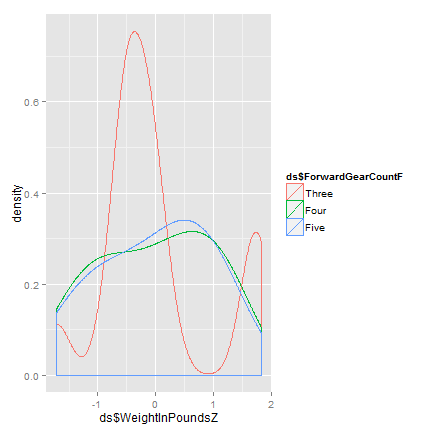 0.6
0.4
0.2
0.0
density
-1
0
1
2
ds$WeightInPoundsZ
ds$ForwardGearCountF
Three
Four
Five